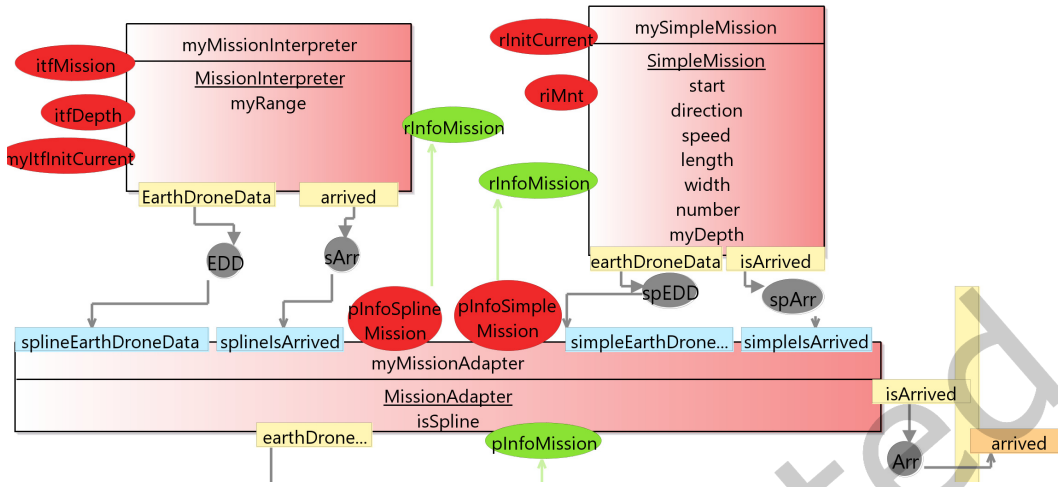 myMissionInterpreter
MissionInterpreter
myRange
itfMission
itfDepth
myItfInitCurrent
EarthDroneData
arrived
EDD
sArr
rInfoMission
rInfoMission
mySimpleMission
SimpleMission
start
direction
speed
length
width
number
myDepth
rInitCurrent
riMnt
earthDroneData
isArrived
spEDD
spArr
pInfoSpline
Mission
pInfoSimple
Mission
splineEarthDroneData
splineIsArrived
simpleEarthDrone...
simpleIsArrived
myMissionAdapter
MissionAdapter
isSpline
isArrived
earthDrone...
pInfoMission
Arr
arrived
ted